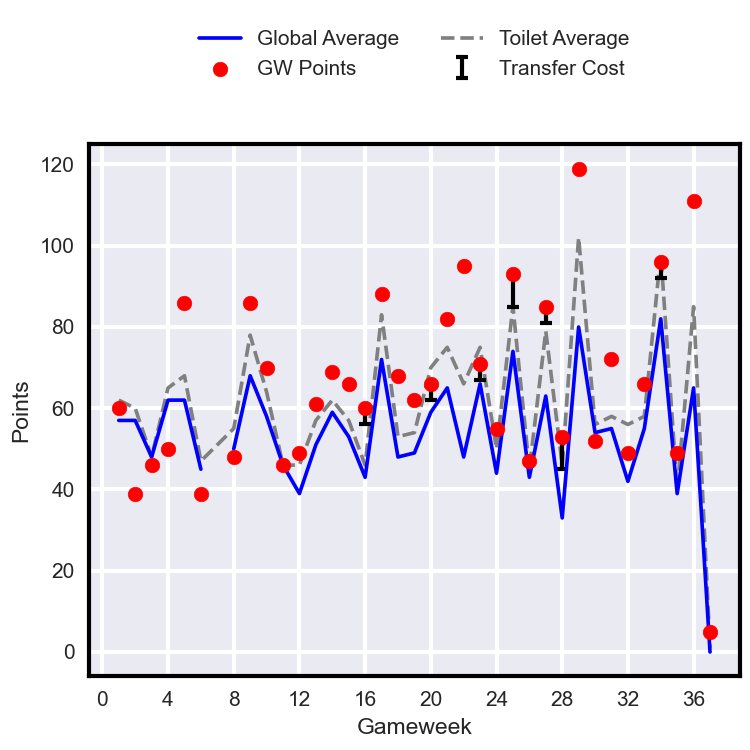 Global Average
Toilet Average
GW Points
Transfer Cost
120
100
80
60
40
20
0
Points
0 4 8 12 16 20 24 28 32 36
Gameweek